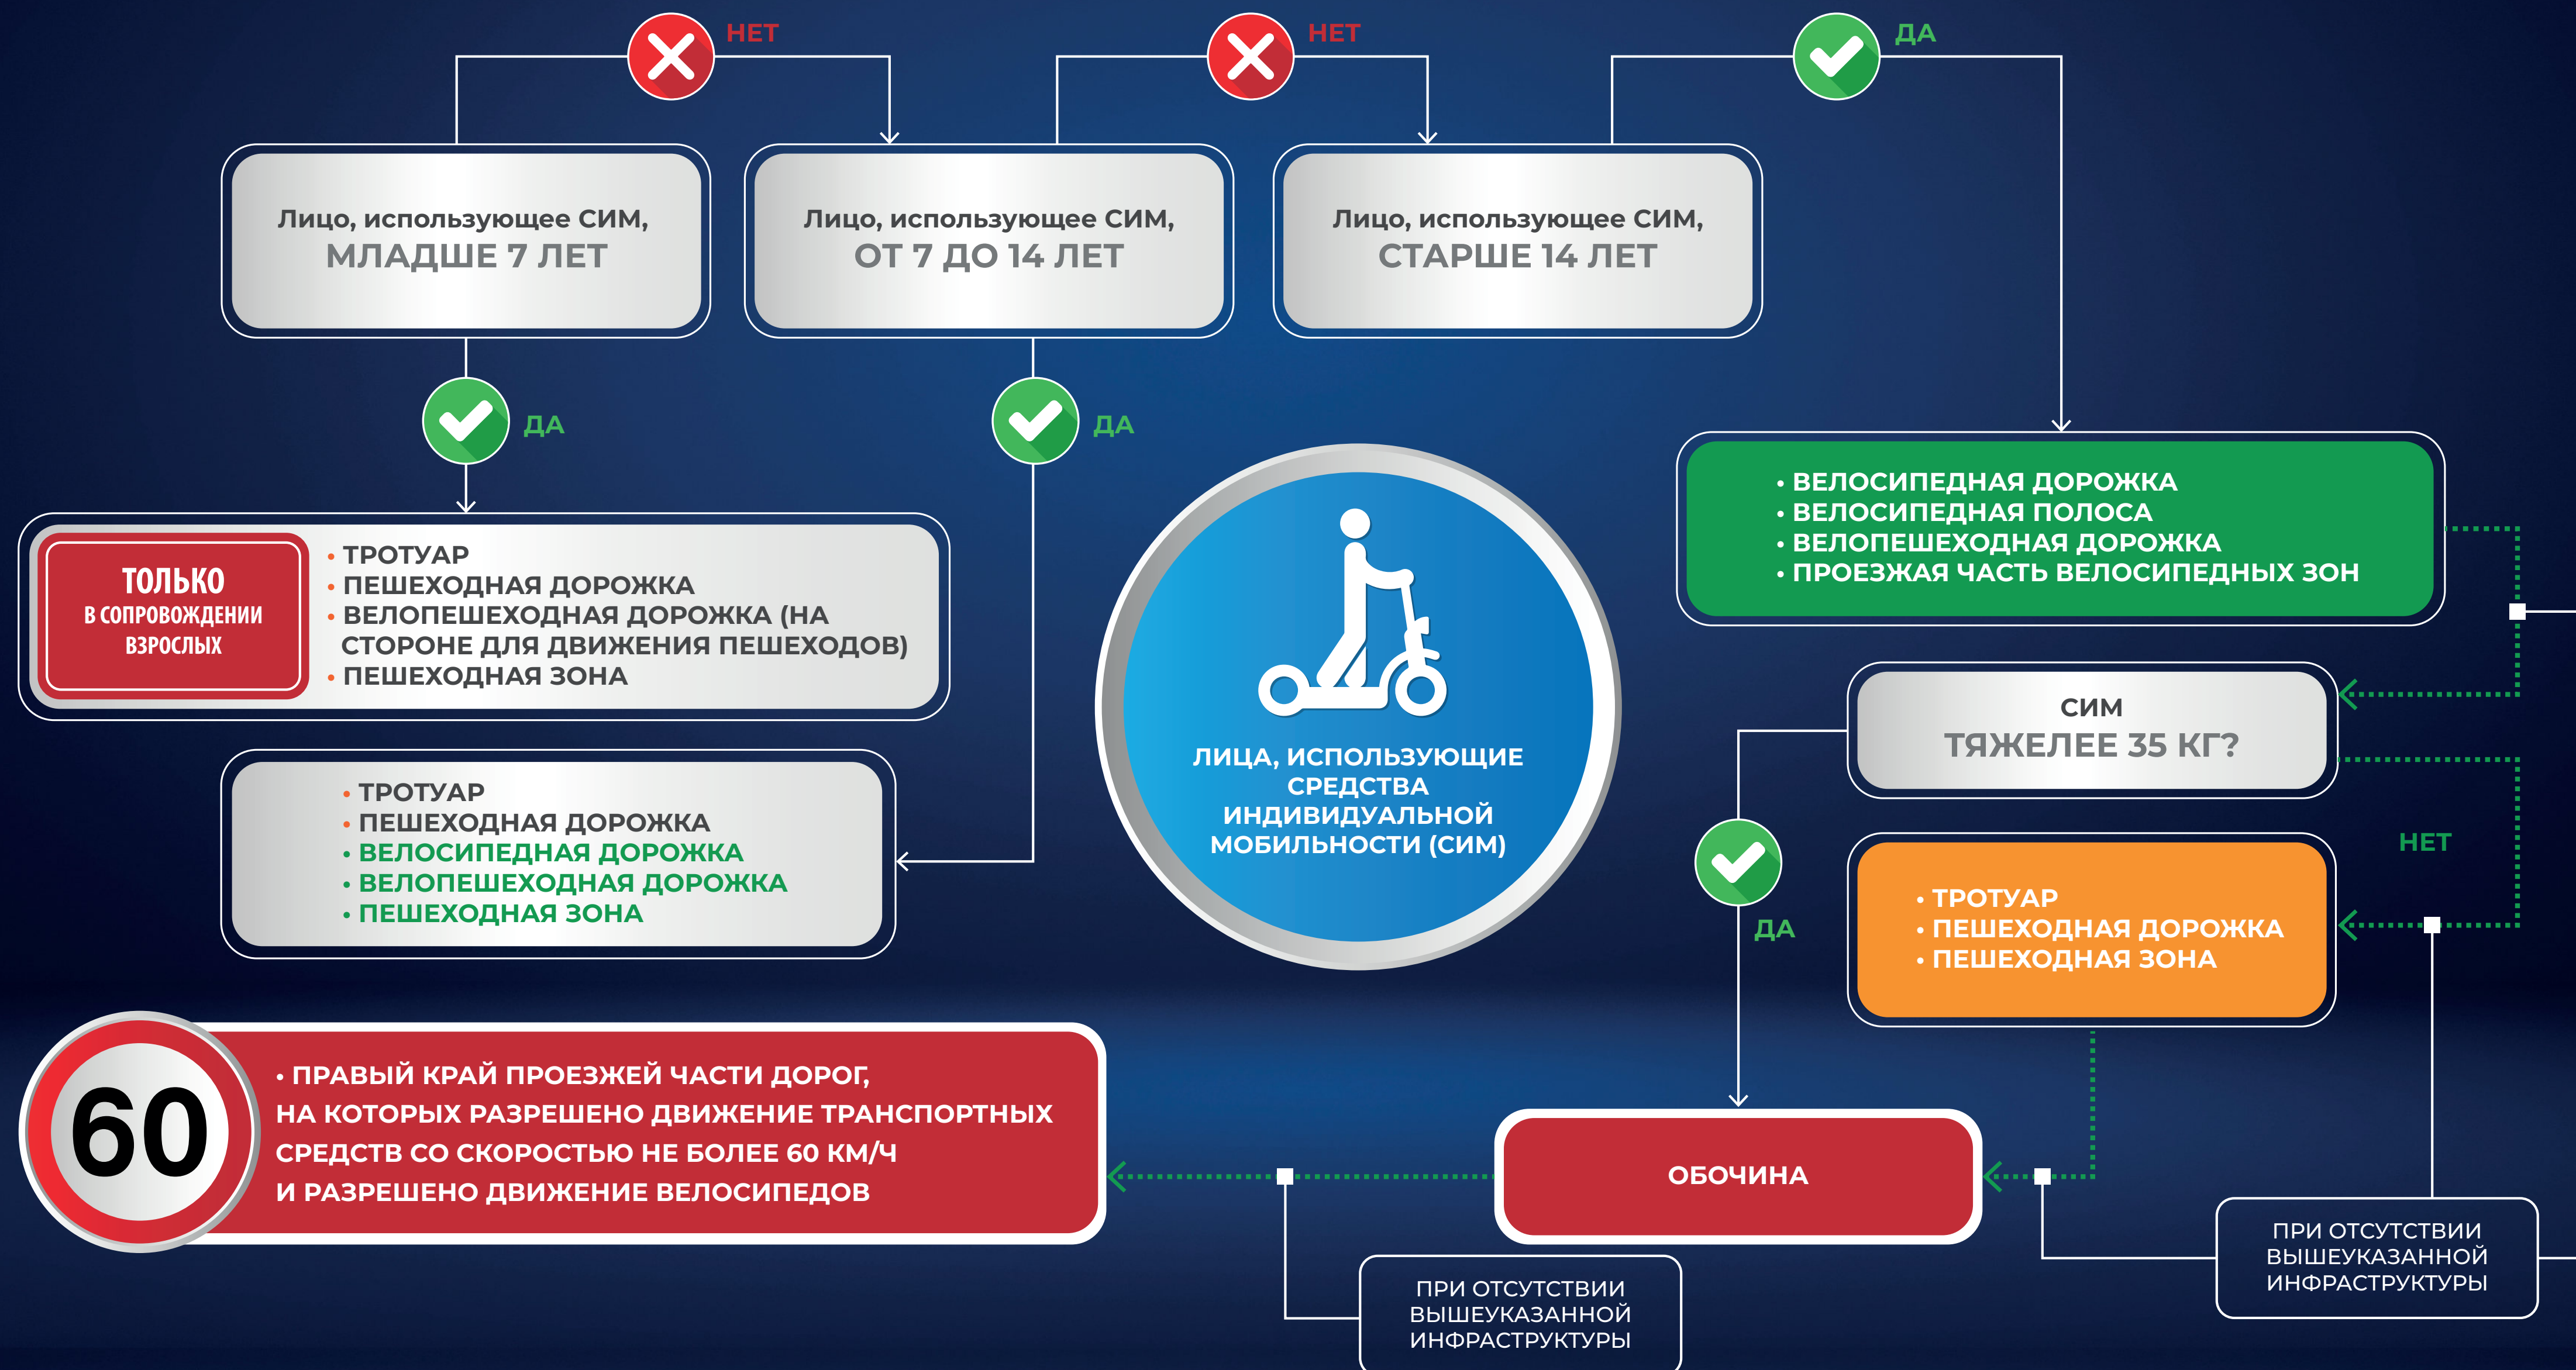 НЕТ
НЕТ
ДА
Лицо, использующее СИМ,
МЛАДШЕ 7 ЛЕТ
Лицо, использующее СИМ,
ОТ 7 ДО 14 ЛЕТ
Лицо, использующее СИМ,
СТАРШЕ 14 ЛЕТ
ДА
ДА
ТОЛЬКО
В СОПРОВОЖДЕНИИ
ВЗРОСЛЫХ
• ТРОТУАР
• ПЕШЕХОДНАЯ ДОРОЖКА
• ВЕЛОПЕШЕХОДНАЯ ДОРОЖКА (НА
СТОРОНЕ ДЛЯ ДВИЖЕНИЯ ПЕШЕХОДОВ)
• ПЕШЕХОДНАЯ ЗОНА
• ТРОТУАР
• ПЕШЕХОДНАЯ ДОРОЖКА
• ВЕЛОСИПЕДНАЯ ДОРОЖКА
• ВЕЛОПЕШЕХОДНАЯ ДОРОЖКА
• ПЕШЕХОДНАЯ ЗОНА
ЛИЦА, ИСПОЛЬЗУЮЩИЕ
СРЕДСТВА
ИНДИВИДУАЛЬНОЙ
МОБИЛЬНОСТИ (СИМ)
• ВЕЛОСИПЕДНАЯ ДОРОЖКА
• ВЕЛОСИПЕДНАЯ ПОЛОСА
• ВЕЛОПЕШЕХОДНАЯ ДОРОЖКА
• ПРОЕЗЖАЯ ЧАСТЬ ВЕЛОСИПЕДНЫХ ЗОН
СИМ
ТЯЖЕЛЕЕ 35 КГ?
НЕТ
ДА
• ТРОТУАР
• ПЕШЕХОДНАЯ ДОРОЖКА
• ПЕШЕХОДНАЯ ЗОНА
60
• ПРАВЫЙ КРАЙ ПРОЕЗЖЕЙ ЧАСТИ ДОРОГ,
НА КОТОРЫХ РАЗРЕШЕНО ДВИЖЕНИЕ ТРАНСПОРТНЫХ
СРЕДСТВ СО СКОРОСТЬЮ НЕ БОЛЕЕ 60 КМ/Ч
И РАЗРЕШЕНО ДВИЖЕНИЕ ВЕЛОСИПЕДОВ
ОБОЧИНА
ПРИ ОТСУТСТВИИ
ВЫШЕУКАЗАННОЙ
ИНФРАСТРУКТУРЫ
ПРИ ОТСУТСТВИИ
ВЫШЕУКАЗАННОЙ
ИНФРАСТРУКТУРЫ